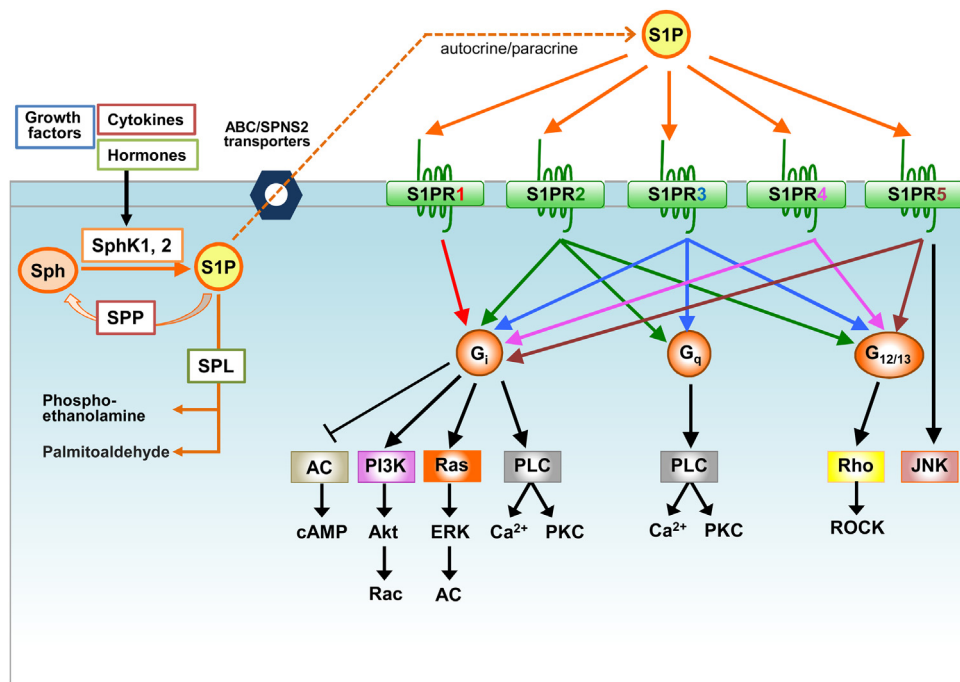 S1P
autocrine/paracrine
Growth
factors
Cytokines
Hormones
ABC/SPNS2
transporters
S1PR1
S1PR2
S1PR3
S1PR4
S1PR5
SphK1, 2
Sph
S1P
SPP
SPL
Phospho-
ethanolamine
Palmitoaldehyde
Gi
Gq
G12/13
AC
PI3K
Ras
PLC
PLC
Rho
JNK
cAMP
Akt
ERK
Ca2+
PKC
Ca2+
PKC
ROCK
Rac
AC